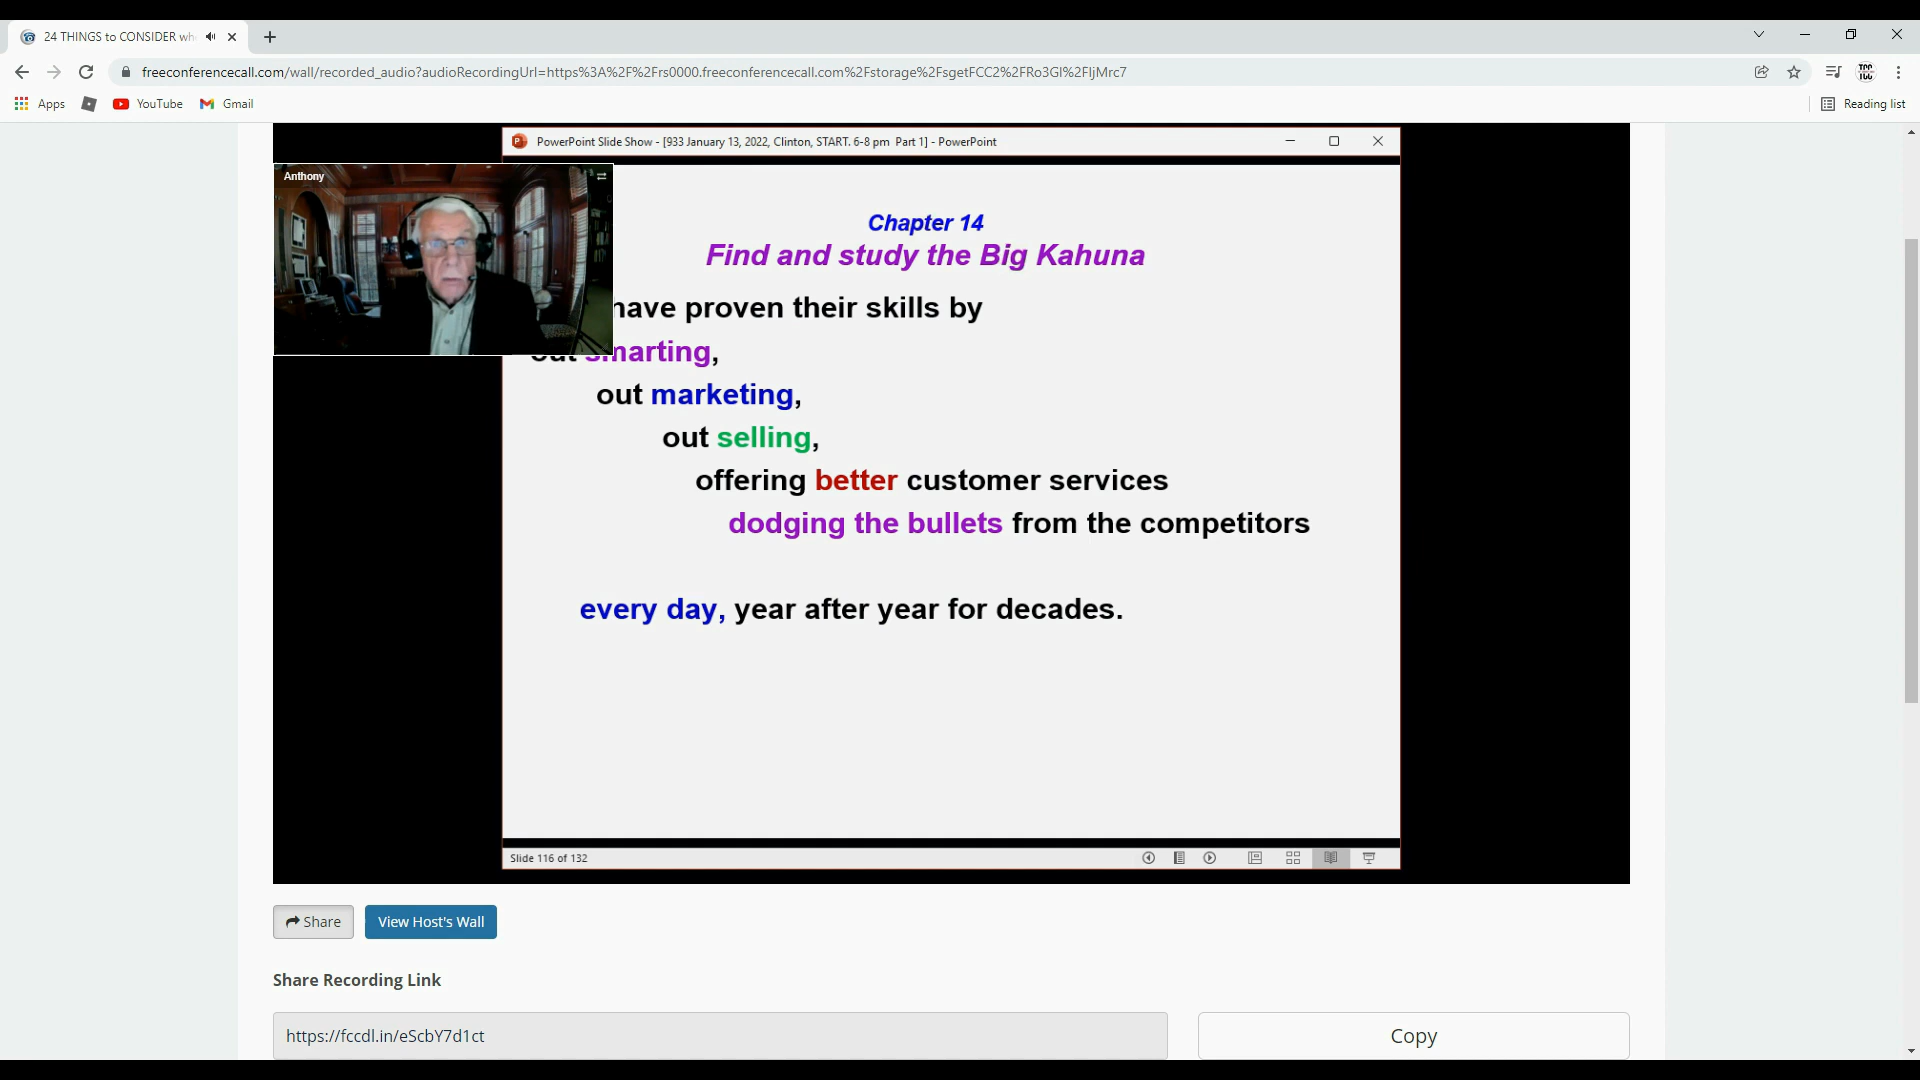 24 THINGS to CONSIDER wh
freeconferencecall.com/wall/recorded_audio?audioRecordingUrl=https%3A%2F%2Frs0000.freeconferencecall.com%2Fstorage%2FsgetFCC2%2FRo3Gl%2FljMrc7
Apps YouTube Gmail Reading list
PowerPoint Slide Show - [933 January 13, 2022, Clinton, START. 6-8 pm Part 1] - PowerPoint
Anthony
Chapter 14
Find and study the Big Kahuna
have proven their skills by
out smarting,
out marketing,
out selling,
offering better customer services
dodging the bullets from the competitors
every day, year after year for decades.
Slide 116 of 132
Share View Host's Wall
Share Recording Link
https://fccdl.in/eScbY7d1ct
Copy